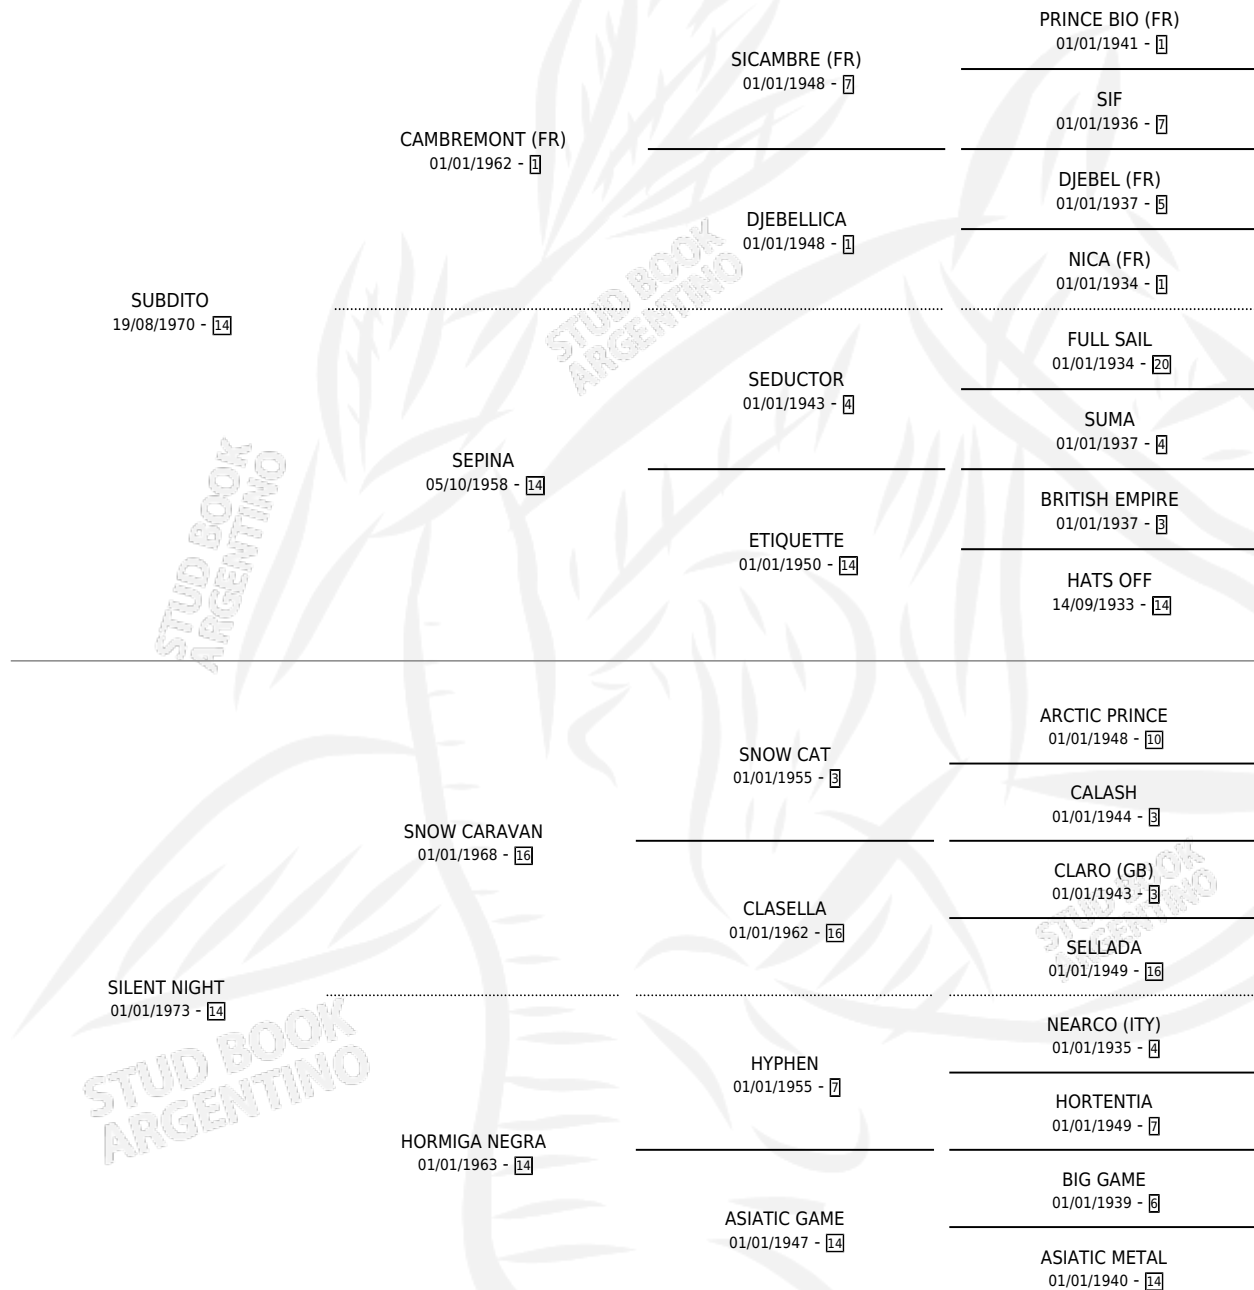 PRINCE BIO (FR)
01/01/1941 - 1
SICAMBRE (FR)
01/01/1948 - 7
SIF
01/01/1936 - 7
CAMBREMONT (FR)
01/01/1962 - 1
DJEBEL (FR)
01/01/1937 - 5
DJEBELLICA
01/01/1948 - 1
NICA (FR)
01/01/1934 - 1
SUBDITO
19/08/1970 - 14
FULL SAIL
01/01/1934 - 20
SEDUCTOR
01/01/1943 - 4
SUMA
01/01/1937 - 4
SEPINA
05/10/1958 - 14
BRITISH EMPIRE
01/01/1937 - 3
ETIQUETTE
01/01/1950 - 14
HATS OFF
14/09/1933 - 14
ARCTIC PRINCE
01/01/1948 - 10
SNOW CAT
01/01/1955 - 3
CALASH
01/01/1944 - 3
SNOW CARAVAN
01/01/1968 - 16
CLARO (GB)
01/01/1943 - 3
CLASELLA
01/01/1962 - 16
SELLADA
01/01/1949 - 16
SILENT NIGHT
01/01/1973 - 14
NEARCO (ITY)
01/01/1935 - 4
HYPHEN
01/01/1955 - 7
HORTENTIA
01/01/1949 - 7
HORMIGA NEGRA
01/01/1963 - 14
BIG GAME
01/01/1939 - 6
ASIATIC GAME
01/01/1947 - 14
ASIATIC METAL
01/01/1940 - 14
STUD BOOK
ARGENTINO
STUD BOOK
ARGENTINO
STUD BOOK
ARGENTINO
STUD BOOK
ARGENTINO